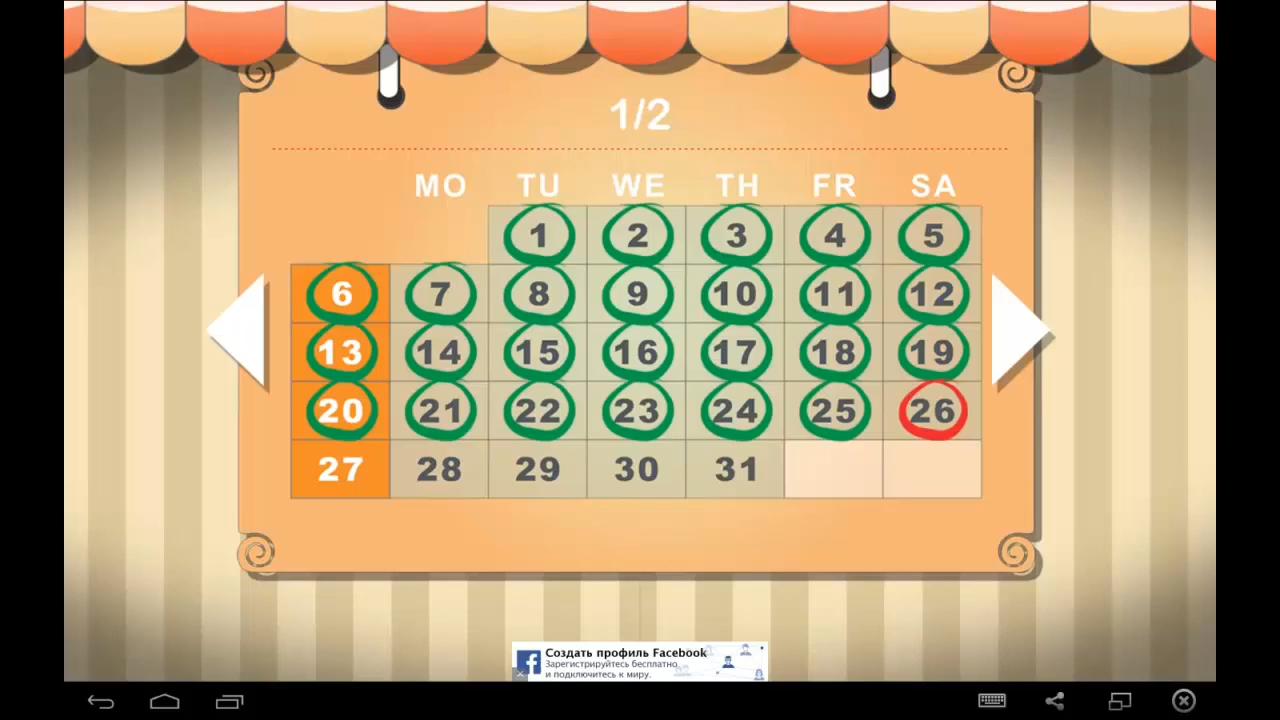 1/2
MO TU WE TH FR SA
1 2 3 4 5
6 7 8 9 10 11 12
13 14 15 16 17 18 19
20 21 22 23 24 25 26
27 28 29 30 31
Создать профиль Facebook
Зарегистрируйтесь бесплатно
и подключитесь к миру.